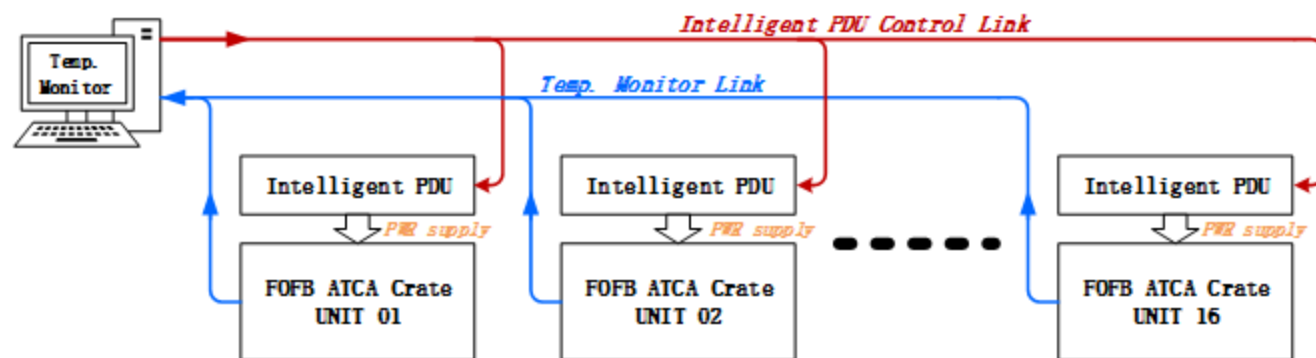 Intelligent PDU Control Link
Temp.
Monitor
Temp. Monitor Link
Intelligent PDU
Intelligent PDU
Intelligent PDU
PWR supply
PWR supply
PWR supply
FOFB ATCA Crate
UNIT 01
FOFB ATCA Crate
UNIT 02
FOFB ATCA Crate
UNIT 16